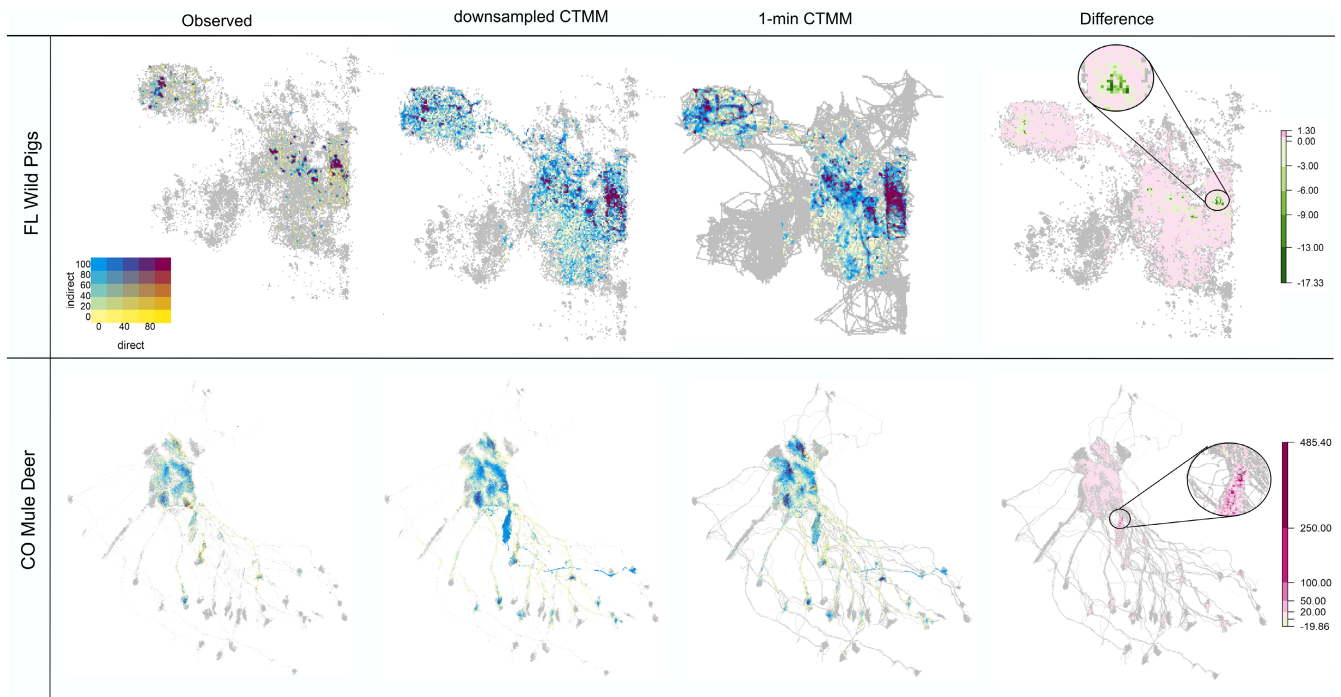 Observed
downsampled CTMM
1-min CTMM
Difference
FL Wild Pigs
indirect
100
80
60
40
20
0
0 40 80
direct
1.30
0.00
-3.00
-6.00
-9.00
-13.00
-17.33
CO Mule Deer
485.40
250.00
100.00
50.00
20.00
-19.86